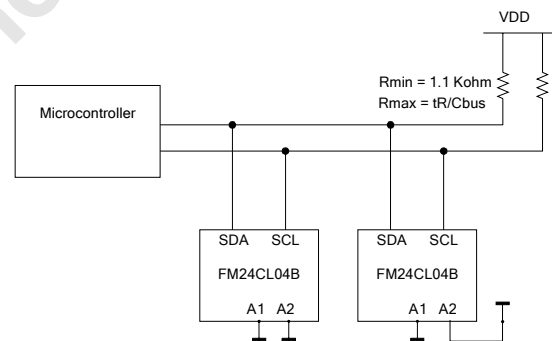 VDD
Rmin = 1.1 Kohm
Rmax = tR/Cbus
Microcontroller
SDA SCL
FM24CL04B
A1 A2
SDA SCL
FM24CL04B
A1 A2